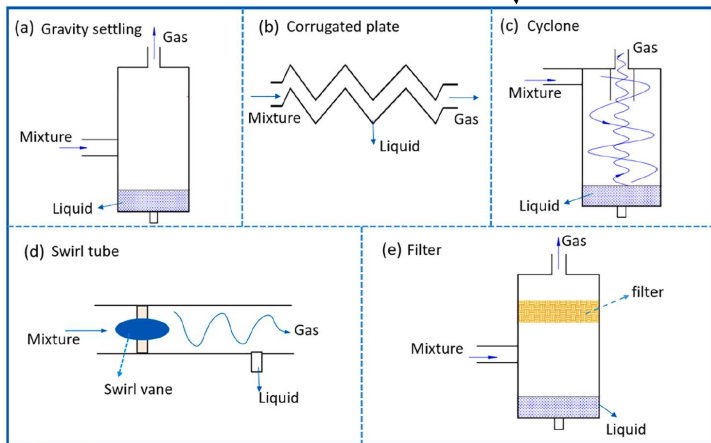 (a) Gravity settling
Gas
Mixture
Liquid
(b) Corrugated plate
Mixture
Gas
Liquid
(c) Cyclone
Gas
Mixture
Liquid
(d) Swirl tube
Mixture
Gas
Swirl vane
Liquid
(e) Filter
Gas
filter
Mixture
Liquid